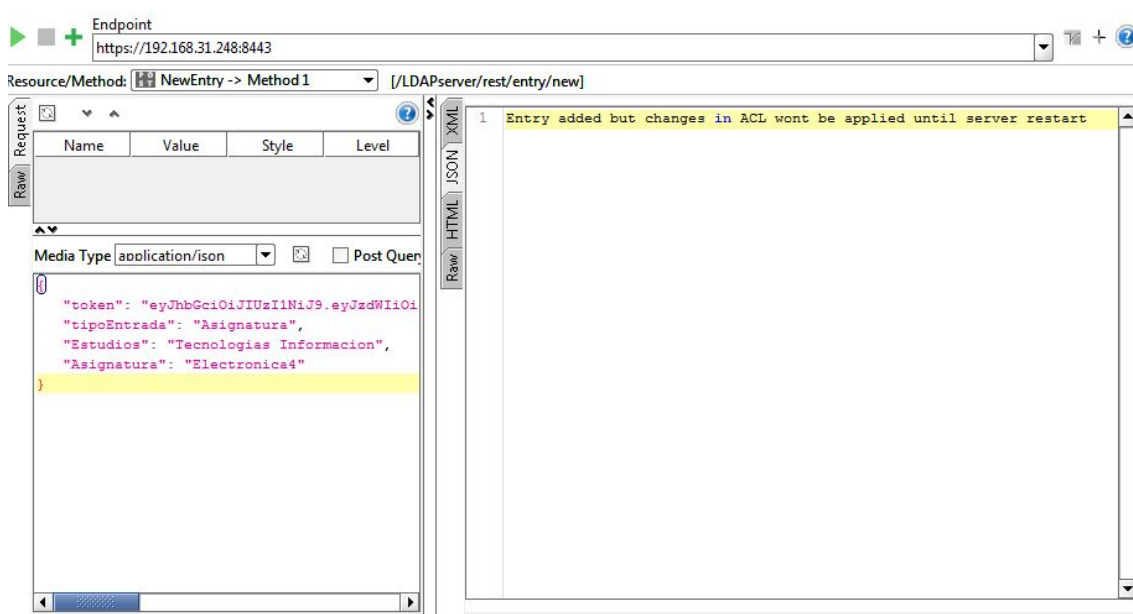 Endpoint
https://192.168.31.248:8443
Resource/Method: NewEntry -> Method 1 [/LDAPserver/rest/entry/new]
Request
Raw
Name Value Style Level
Media Type application/json Post Quer
{
"token": "eyJhbGciOiJIUzI1NiJ9.eyJzdWIiOi
"tipoEntrada": "Asignatura",
"Estudios": "Tecnologias Informacion",
"Asignatura": "Electronica4"
}
XML
JSON
HTML
Raw
1 Entry added but changes in ACL wont be applied until server restart